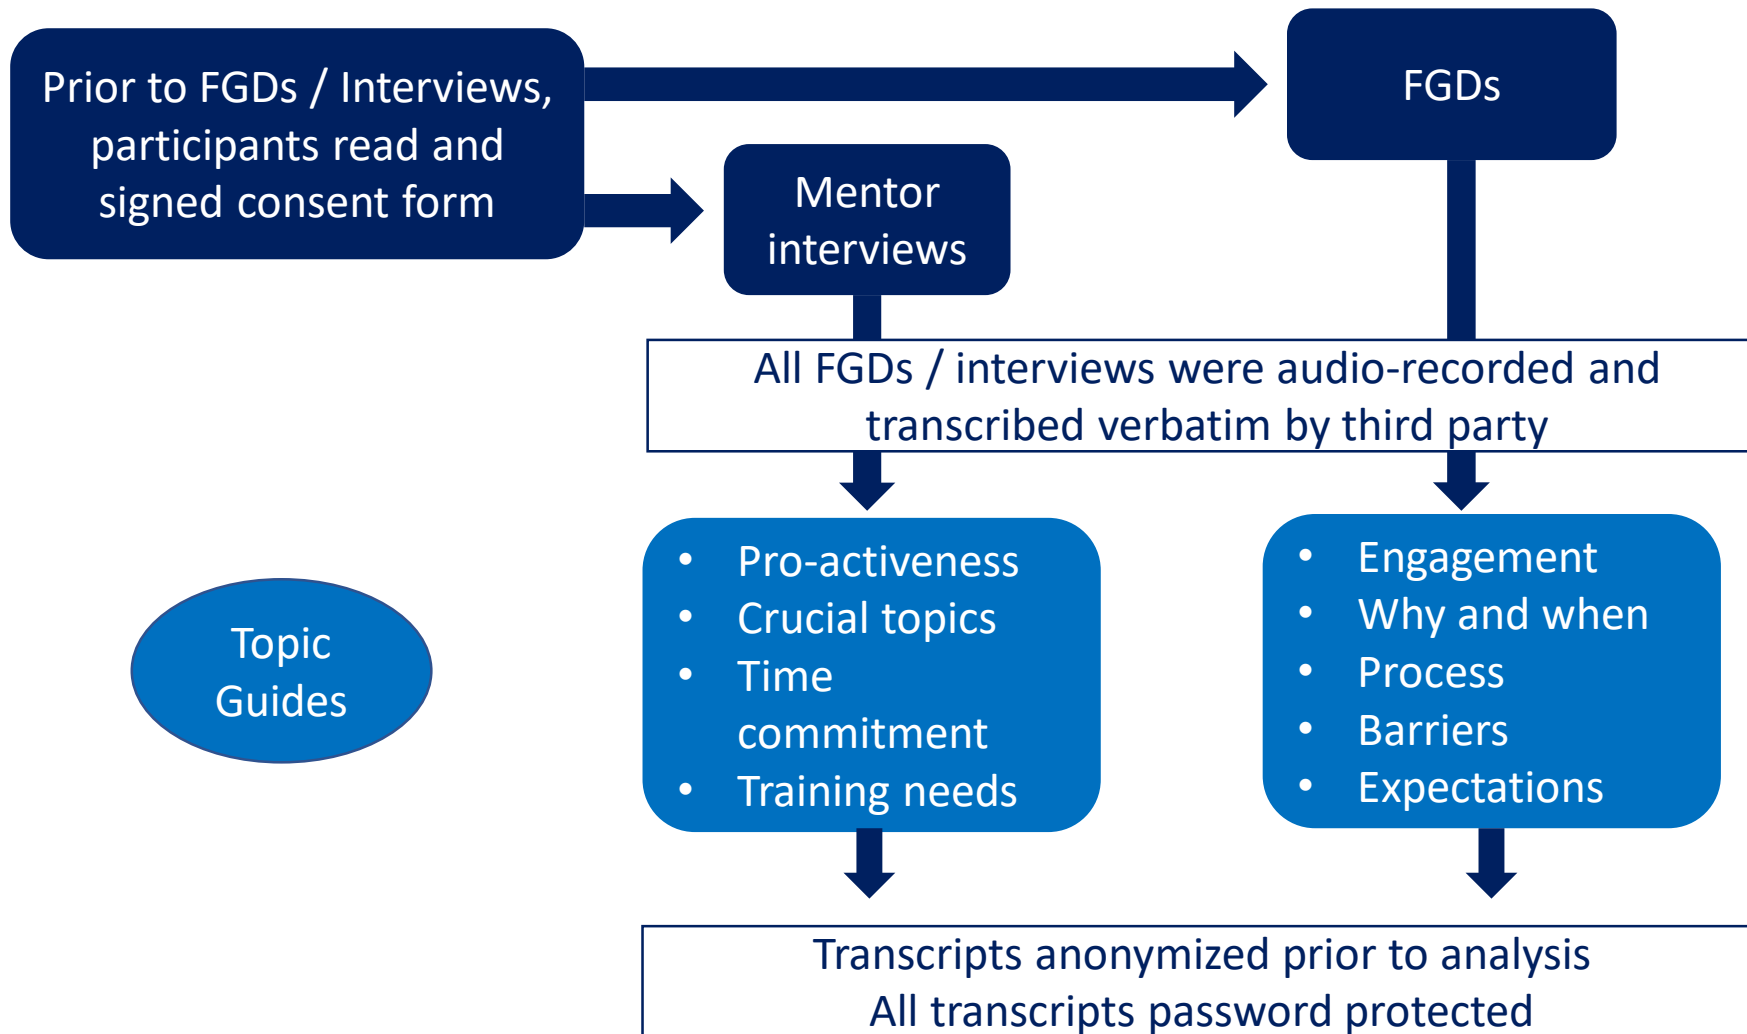 Prior to FGDs / Interviews,
participants read and
signed consent form
FGDs
Mentor
interviews
All FGDs / interviews were audio-recorded and
transcribed verbatim by third party
Topic
Guides
• Pro-activeness
• Crucial topics
• Time
commitment
• Training needs
• Engagement
• Why and when
• Process
• Barriers
• Expectations
Transcripts anonymized prior to analysis
All transcripts password protected